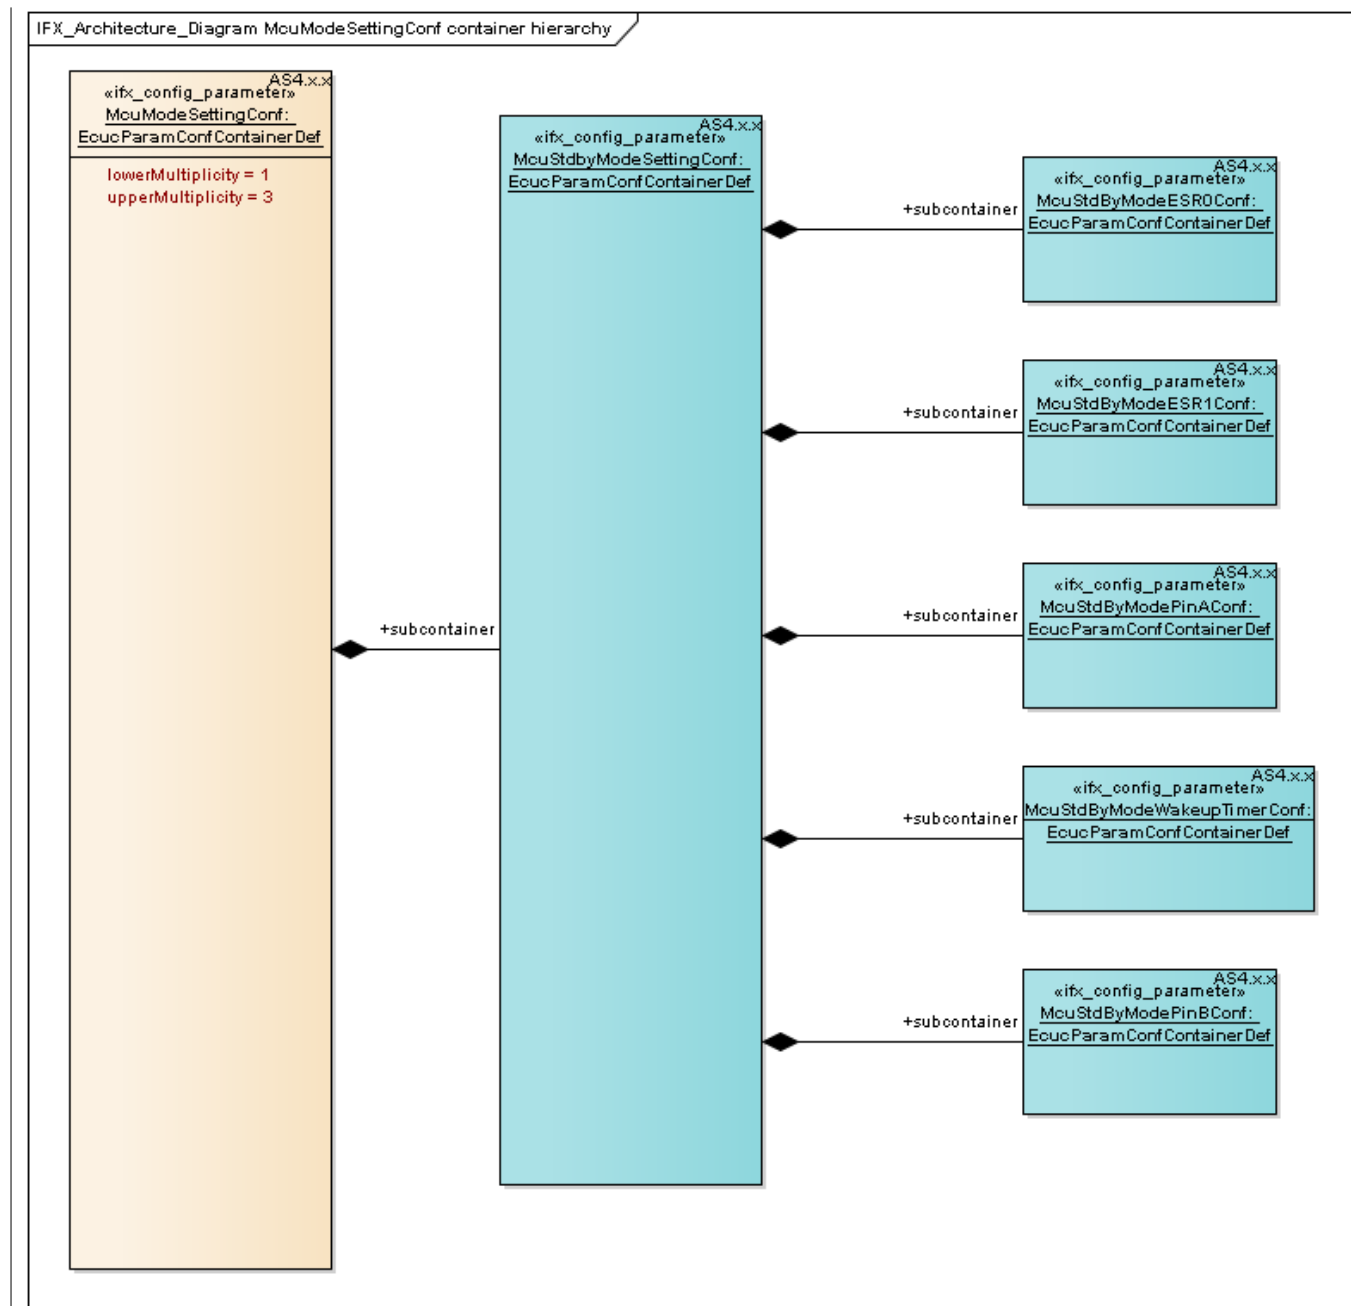 IFX_Architecture_Diagram McuModeSettingConf container hierarchy
AS4.x.x
«ifx_config_parameter»
McuModeSettingConf:
EcucParamConfContainerDef
lowerMultiplicity = 1
upperMultiplicity = 3
+subcontainer
AS4.x.x
«ifx_config_parameter»
McuStdbyModeSettingConf:
EcucParamConfContainerDef
+subcontainer
AS4.x.x
«ifx_config_parameter»
McuStdByModeESR0Conf:
EcucParamConfContainerDef
+subcontainer
AS4.x.x
«ifx_config_parameter»
McuStdByModeESR1Conf:
EcucParamConfContainerDef
+subcontainer
AS4.x.x
«ifx_config_parameter»
McuStdByModePinAConf:
EcucParamConfContainerDef
+subcontainer
AS4.x.x
«ifx_config_parameter»
McuStdByModeWakeupTimerConf:
EcucParamConfContainerDef
+subcontainer
AS4.x.x
«ifx_config_parameter»
McuStdByModePinBConf:
EcucParamConfContainerDef